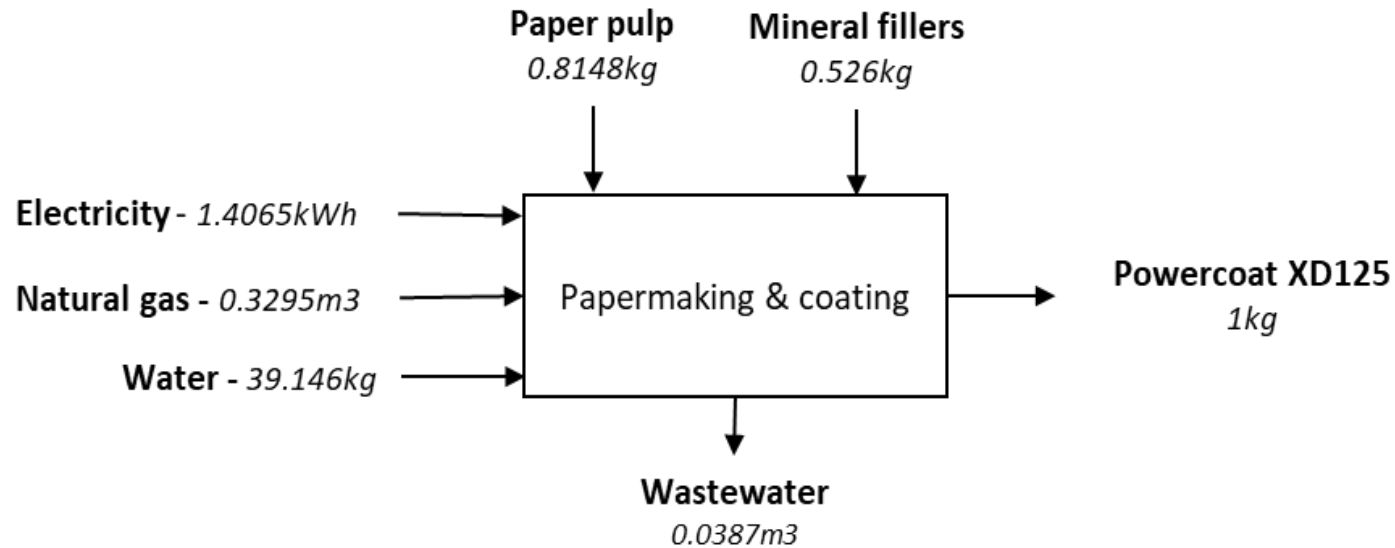 Paper pulp
0.8148kg
Mineral fillers
0.526kg
Electricity - 1.4065kWh
Natural gas - 0.3295m3
Water - 39.146kg
Papermaking & coating
Powercoat XD125
1kg
Wastewater
0.0387m3